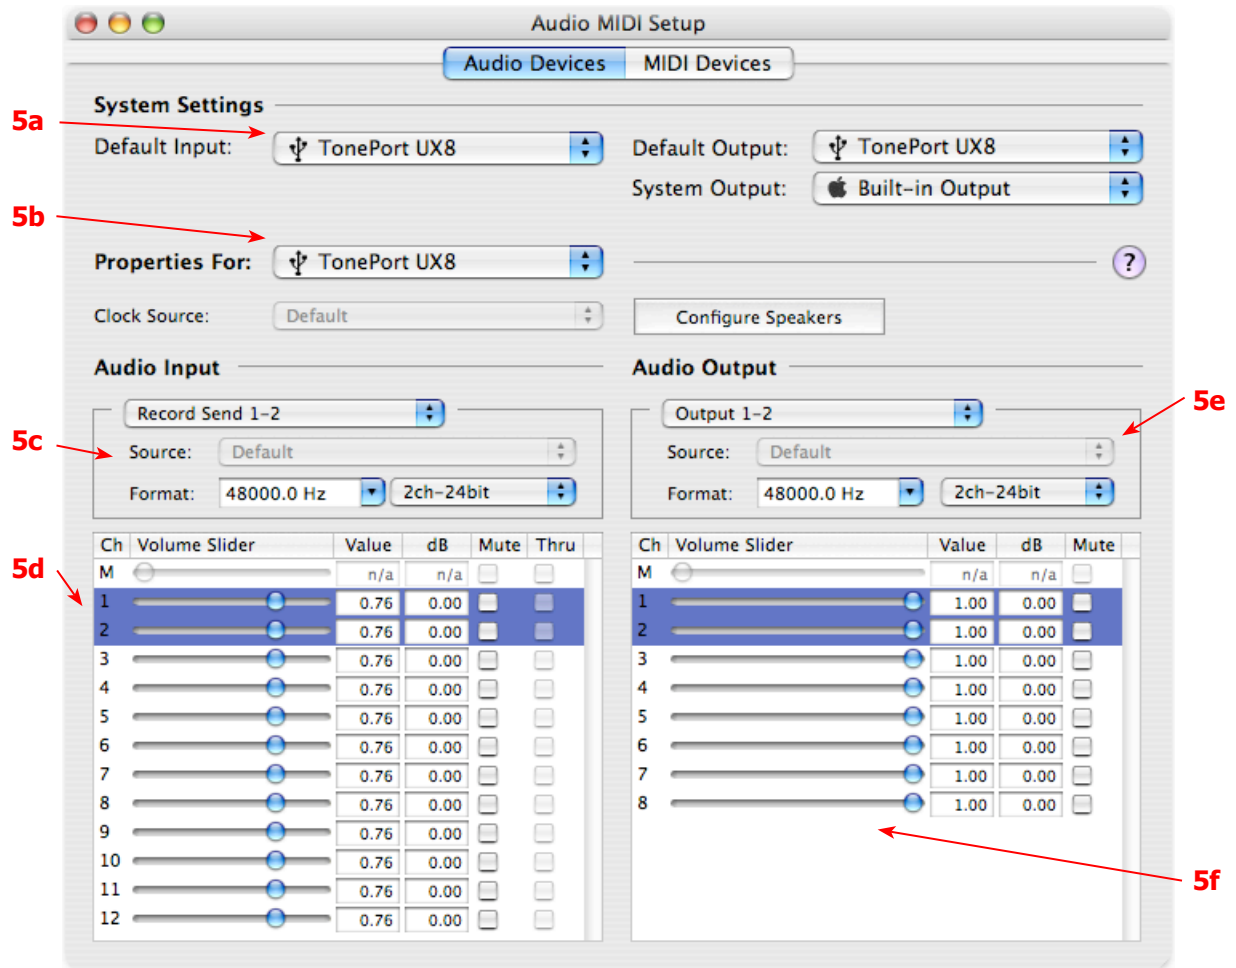 Audio MIDI Setup
Audio Devices MIDI Devices
System Settings
5a
Default Input: TonePort UX8 Default Output: TonePort UX8
System Output: Built-in Output
5b
Properties For: TonePort UX8 ?
Clock Source: Default Configure Speakers
Audio Input Audio Output
Record Send 1-2 Output 1-2
5c 5e
Source: Default Source: Default
Format: 48000.0 Hz 2ch-24bit Format: 48000.0 Hz 2ch-24bit
Ch Volume Slider Value dB Mute Thru Ch Volume Slider Value dB Mute
5d
M n/a n/a M n/a n/a
1 0.76 0.00 1 1.00 0.00
2 0.76 0.00 2 1.00 0.00
3 0.76 0.00 3 1.00 0.00
4 0.76 0.00 4 1.00 0.00
5 0.76 0.00 5 1.00 0.00
6 0.76 0.00 6 1.00 0.00
7 0.76 0.00 7 1.00 0.00
8 0.76 0.00 8 1.00 0.00
9 0.76 0.00
10 0.76 0.00
11 0.76 0.00
12 0.76 0.00
5f